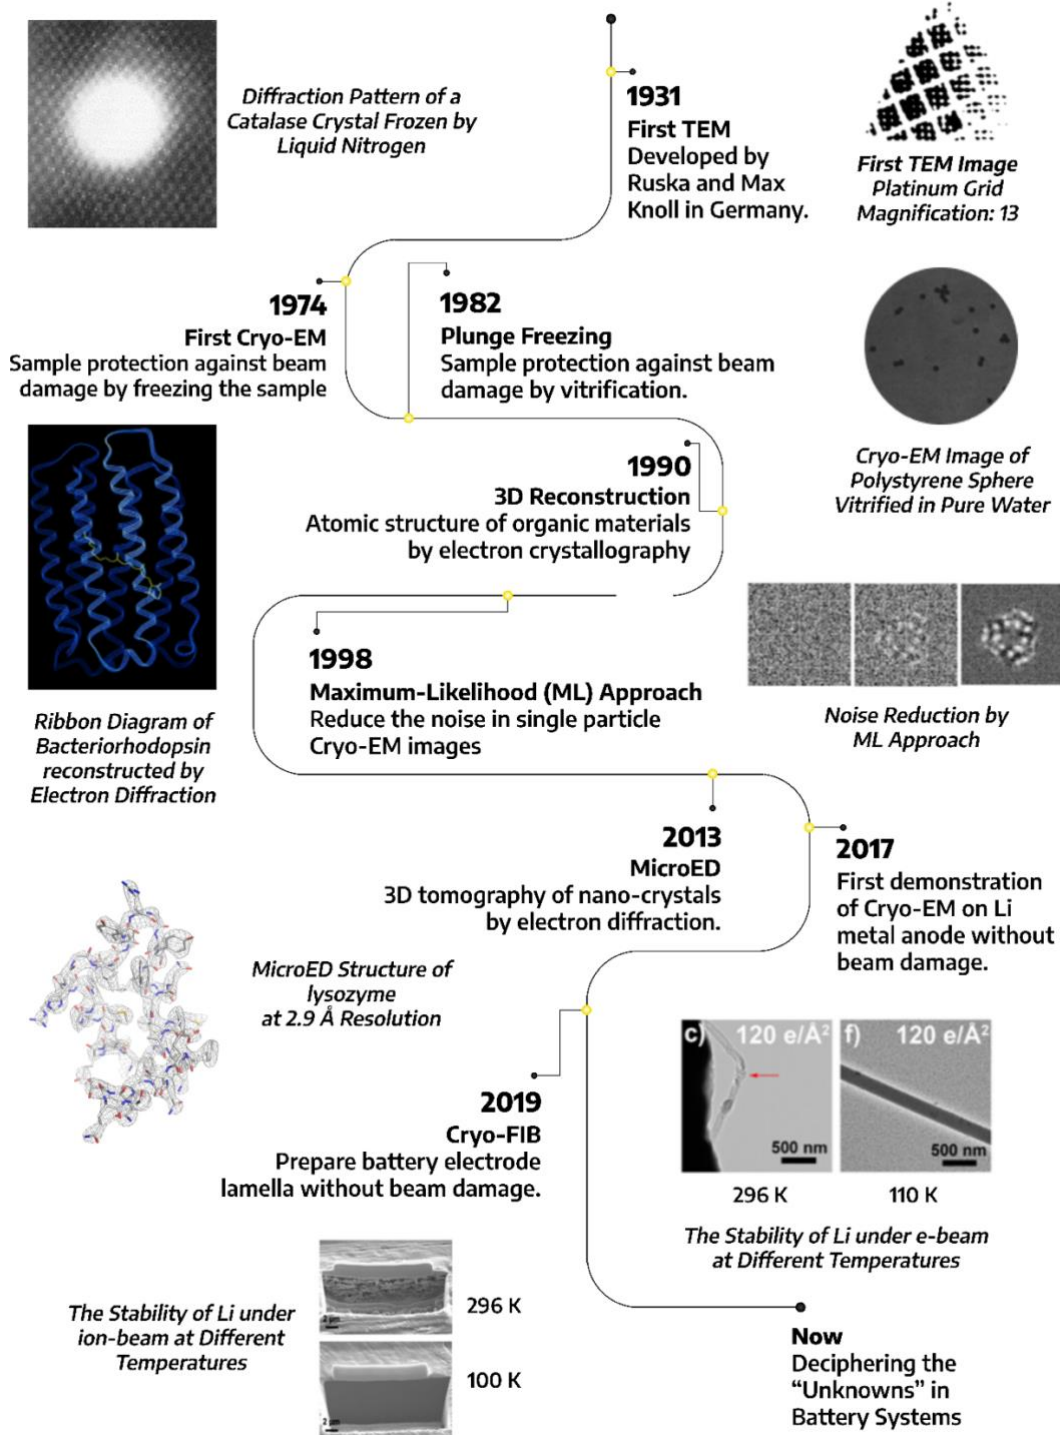 Diffraction Pattern of a
Catalase Crystal Frozen by
Liquid Nitrogen
1931
First TEM
Developed by
Ruska and Max
Knoll in Germany.
First TEM Image
Platinum Grid
Magnification: 13
1974
First Cryo-EM
Sample protection against beam
damage by freezing the sample
1982
Plunge Freezing
Sample protection against beam
damage by vitrification.
Cryo-EM Image of
Polystyrene Sphere
Vitrified in Pure Water
1990
3D Reconstruction
Atomic structure of organic materials
by electron crystallography
Ribbon Diagram of
Bacteriorhodopsin
reconstructed by
Electron Diffraction
1998
Maximum-Likelihood (ML) Approach
Reduce the noise in single particle
Cryo-EM images
Noise Reduction by
ML Approach
2013
MicroED
3D tomography of nano-crystals
by electron diffraction.
2017
First demonstration
of Cryo-EM on Li
metal anode without
beam damage.
MicroED Structure of
lysozyme
at 2.9 Å Resolution
c) 120 e/Å²
500 nm
296 K
f) 120 e/Å²
500 nm
110 K
The Stability of Li under e-beam
at Different Temperatures
2019
Cryo-FIB
Prepare battery electrode
lamella without beam damage.
The Stability of Li under
ion-beam at Different
Temperatures
2 μm
296 K
2 μm
100 K
Now
Deciphering the
“Unknowns” in
Battery Systems